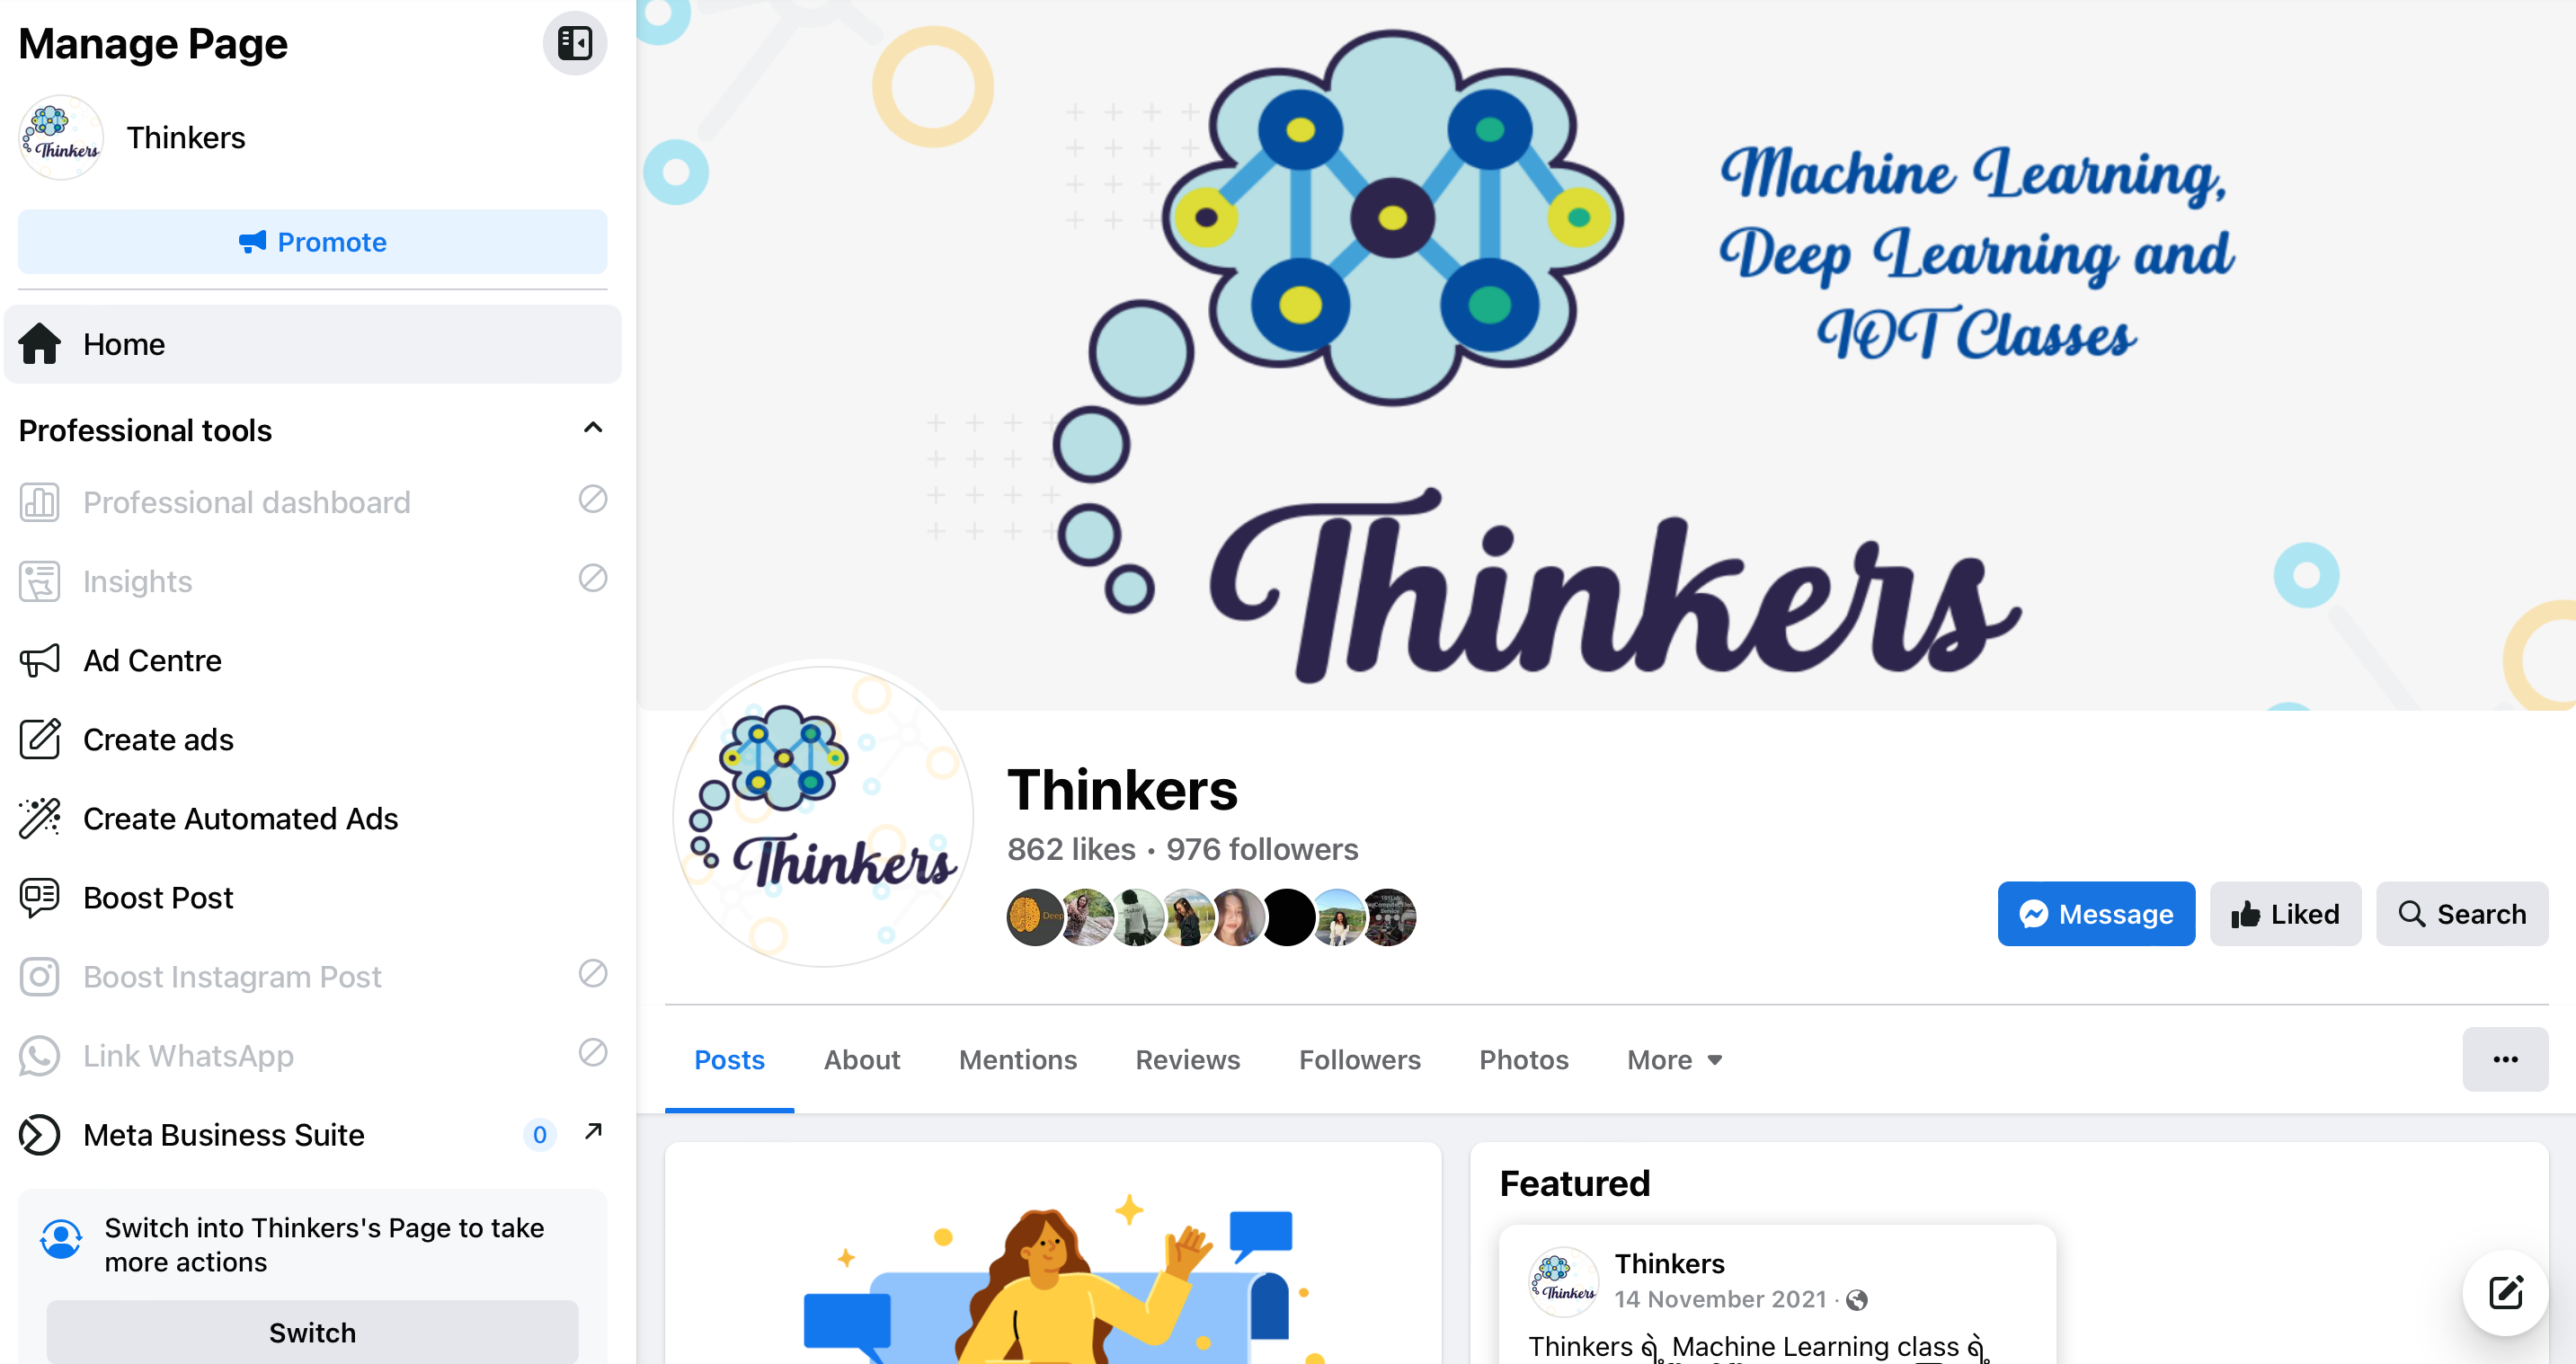 Manage Page
Thinkers
Thinkers
Promote
Home
Professional tools
Professional dashboard
Insights
Ad Centre
Create ads
Create Automated Ads
Boost Post
Boost Instagram Post
Link WhatsApp
Meta Business Suite 0
Switch into Thinkers's Page to take
more actions
Switch
Machine Learning,
Deep Learning and
IOT Classes
Thinkers
Thinkers
Thinkers
862 likes · 976 followers
Deep
Message
Liked
Search
Posts
About
Mentions
Reviews
Followers
Photos
More
Featured
Thinkers
Thinkers
14 November 2021 ·
Thinkers ရဲ့ Machine Learning class ရဲ့